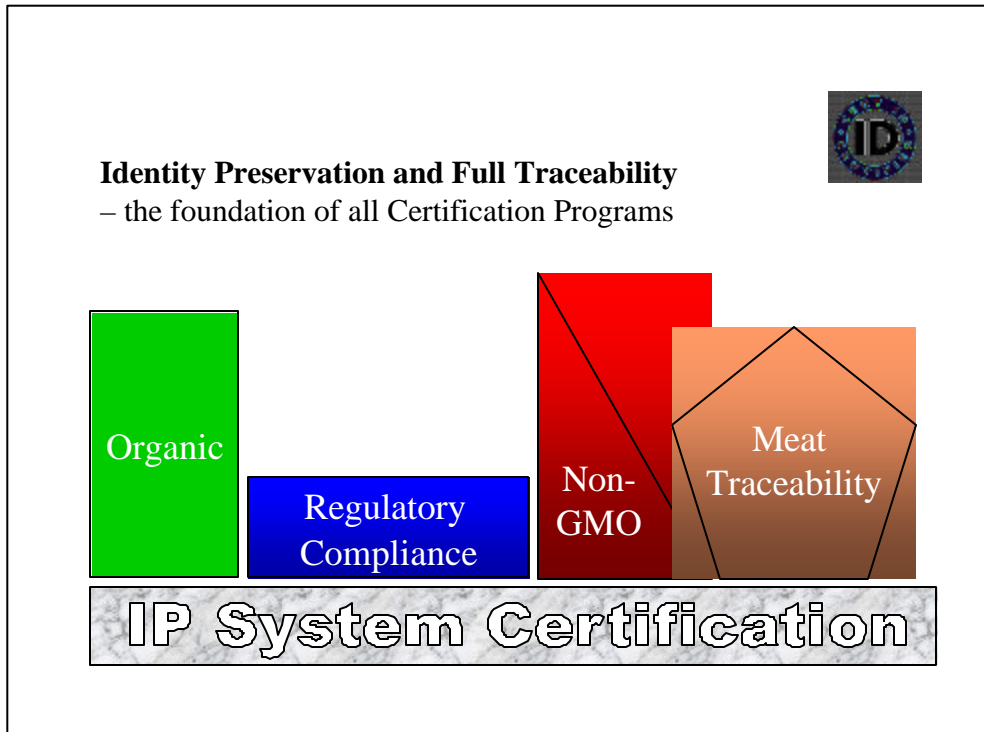 ID
Identity Preservation and Full Traceability
– the foundation of all Certification Programs
Organic
Regulatory
Compliance
Non-
GMO
Meat
Traceability
IP System Certification